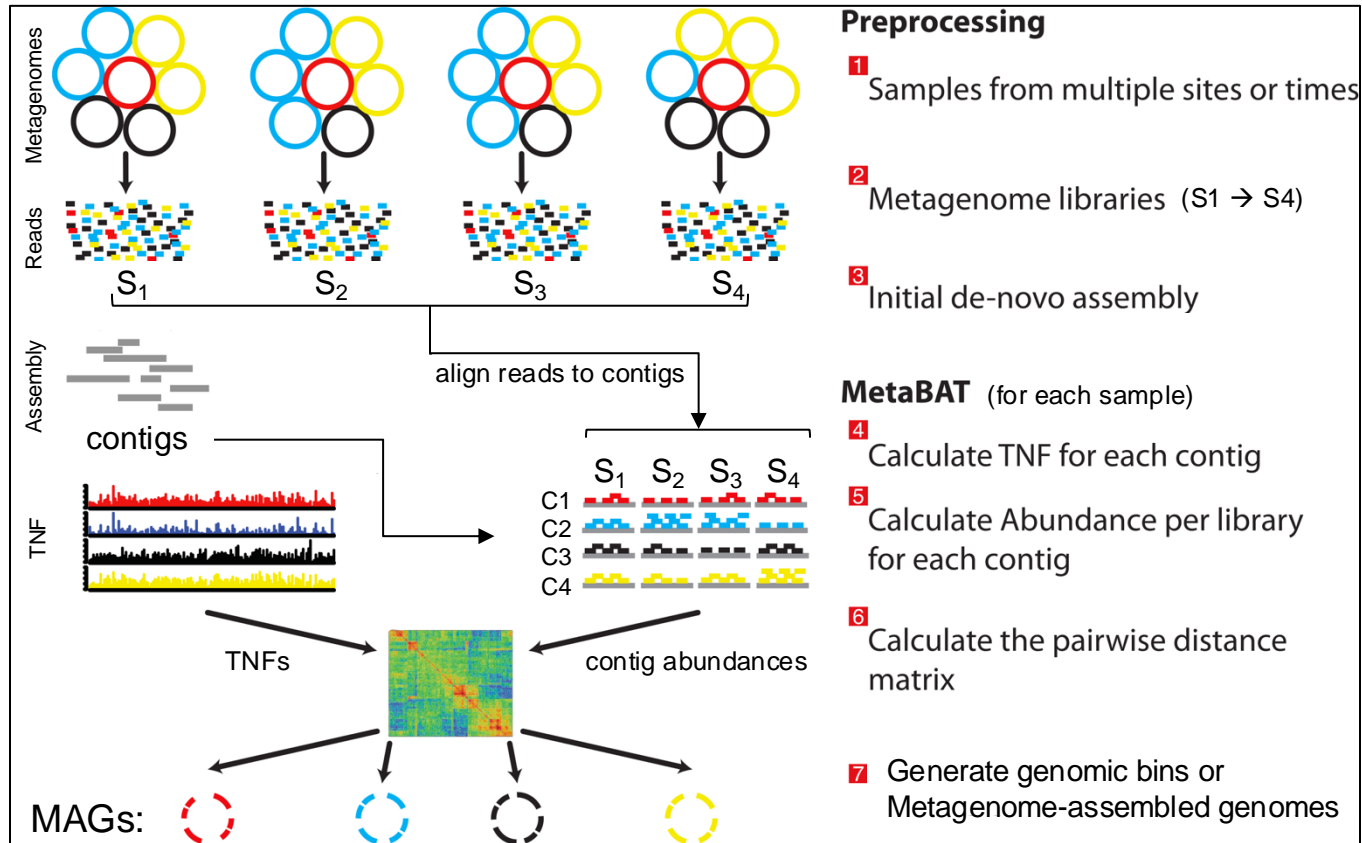 Metagenomes
Reads
S1
S2
S3
S4
Assembly
align reads to contigs
contigs
TNF
S1 S2 S3 S4
C1
C2
C3
C4
TNFs
contig abundances
MAGs:
Preprocessing
1 Samples from multiple sites or times
2 Metagenome libraries (S1 → S4)
3 Initial de-novo assembly
MetaBAT (for each sample)
4 Calculate TNF for each contig
5 Calculate Abundance per library
for each contig
6 Calculate the pairwise distance
matrix
7 Generate genomic bins or
Metagenome-assembled genomes